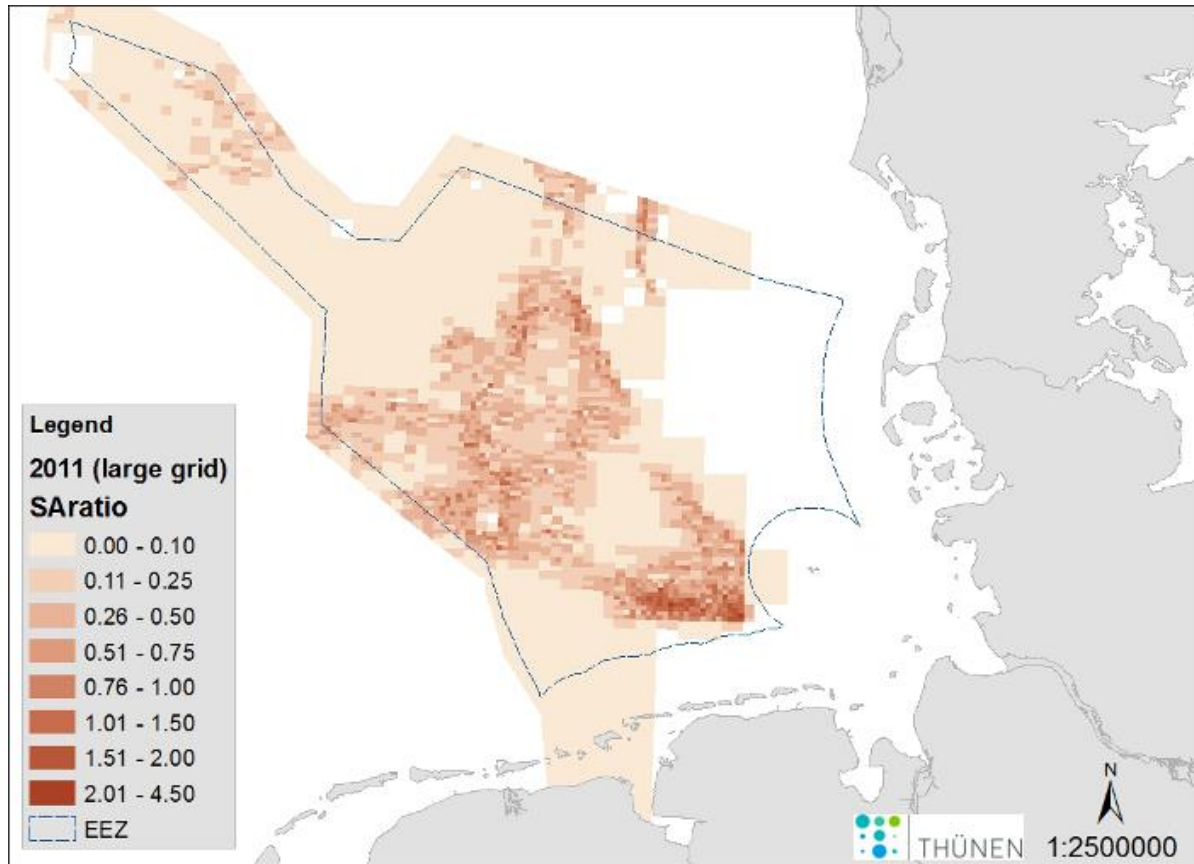 Legend
2011 (large grid)
SAratio
0.00 - 0.10
0.11 - 0.25
0.26 - 0.50
0.51 - 0.75
0.76 - 1.00
1.01 - 1.50
1.51 - 2.00
2.01 - 4.50
EEZ
N
THÜNEN
1:2500000